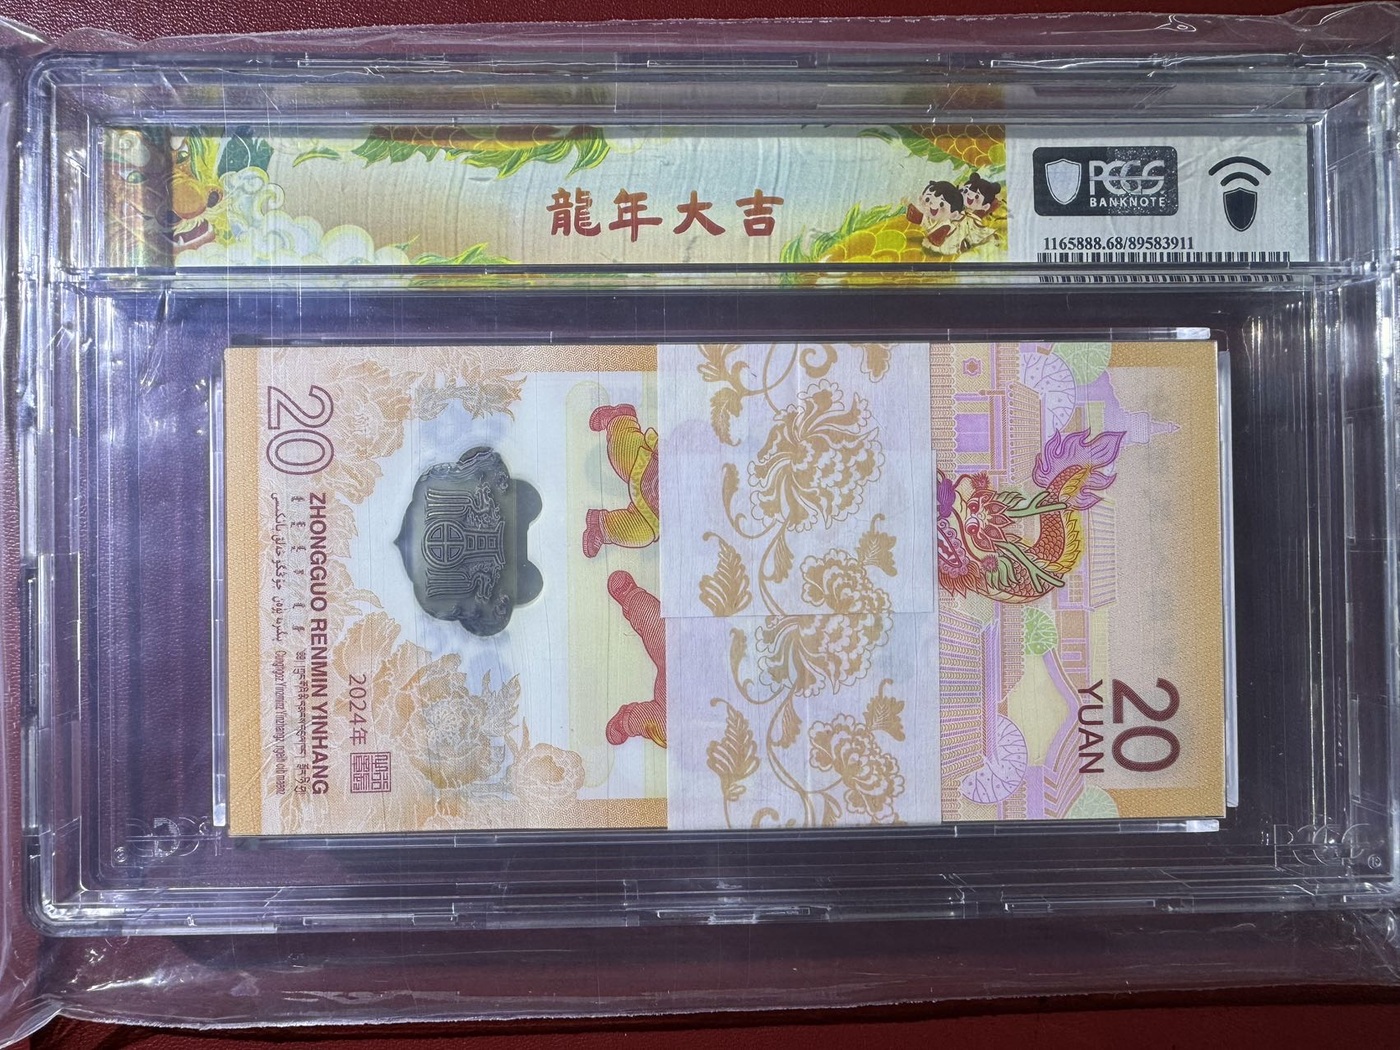 龍年大吉
PCGS
BANKNOTE
1165888.68/89583911
20
ZHONGGUO RENMIN YINHANG
2024年
20
YUAN
PCGS